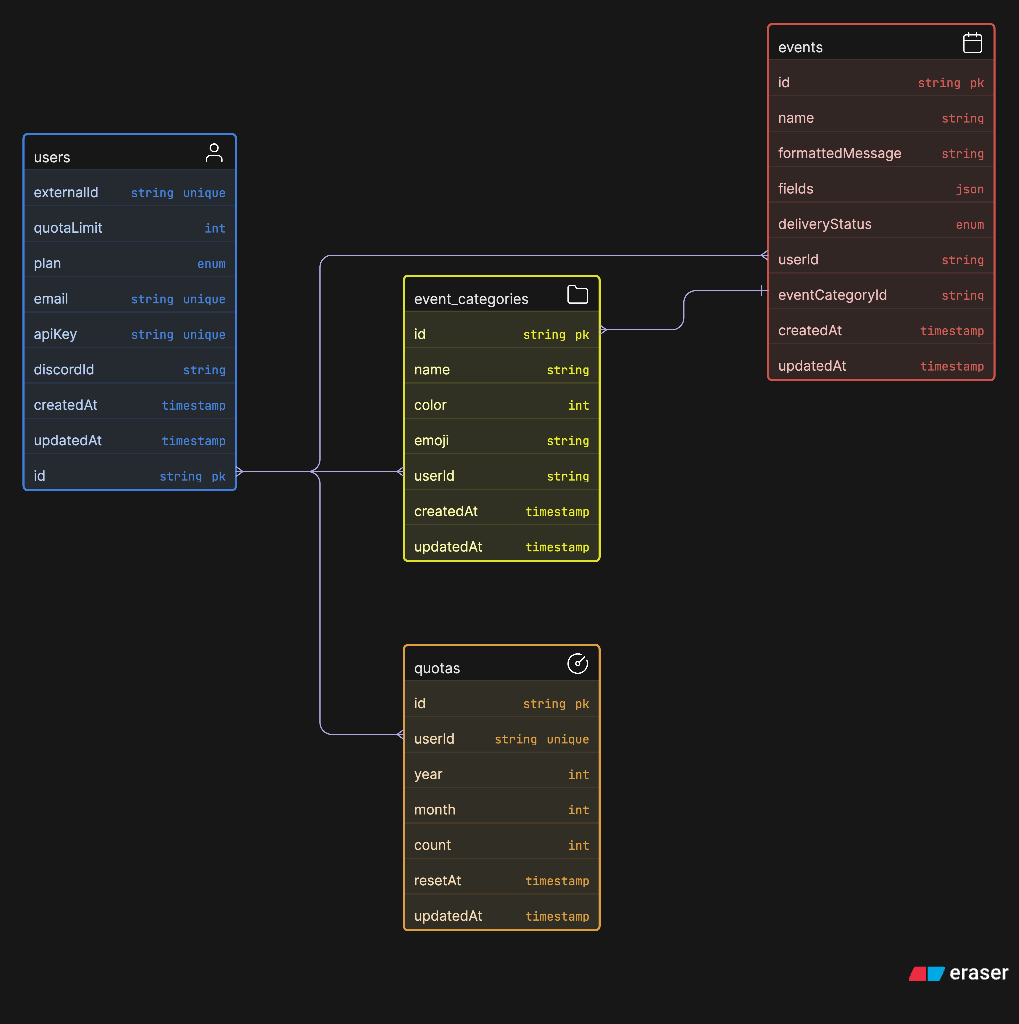 users
externalId string unique
quotaLimit int
plan enum
email string unique
apiKey string unique
discordId string
createdAt timestamp
updatedAt timestamp
id string pk
event_categories
id string pk
name string
color int
emoji string
userId string
createdAt timestamp
updatedAt timestamp
quotas
id string pk
userId string unique
year int
month int
count int
resetAt timestamp
updatedAt timestamp
events
id string pk
name string
formattedMessage string
fields json
deliveryStatus enum
userId string
eventCategoryId string
createdAt timestamp
updatedAt timestamp
eraser